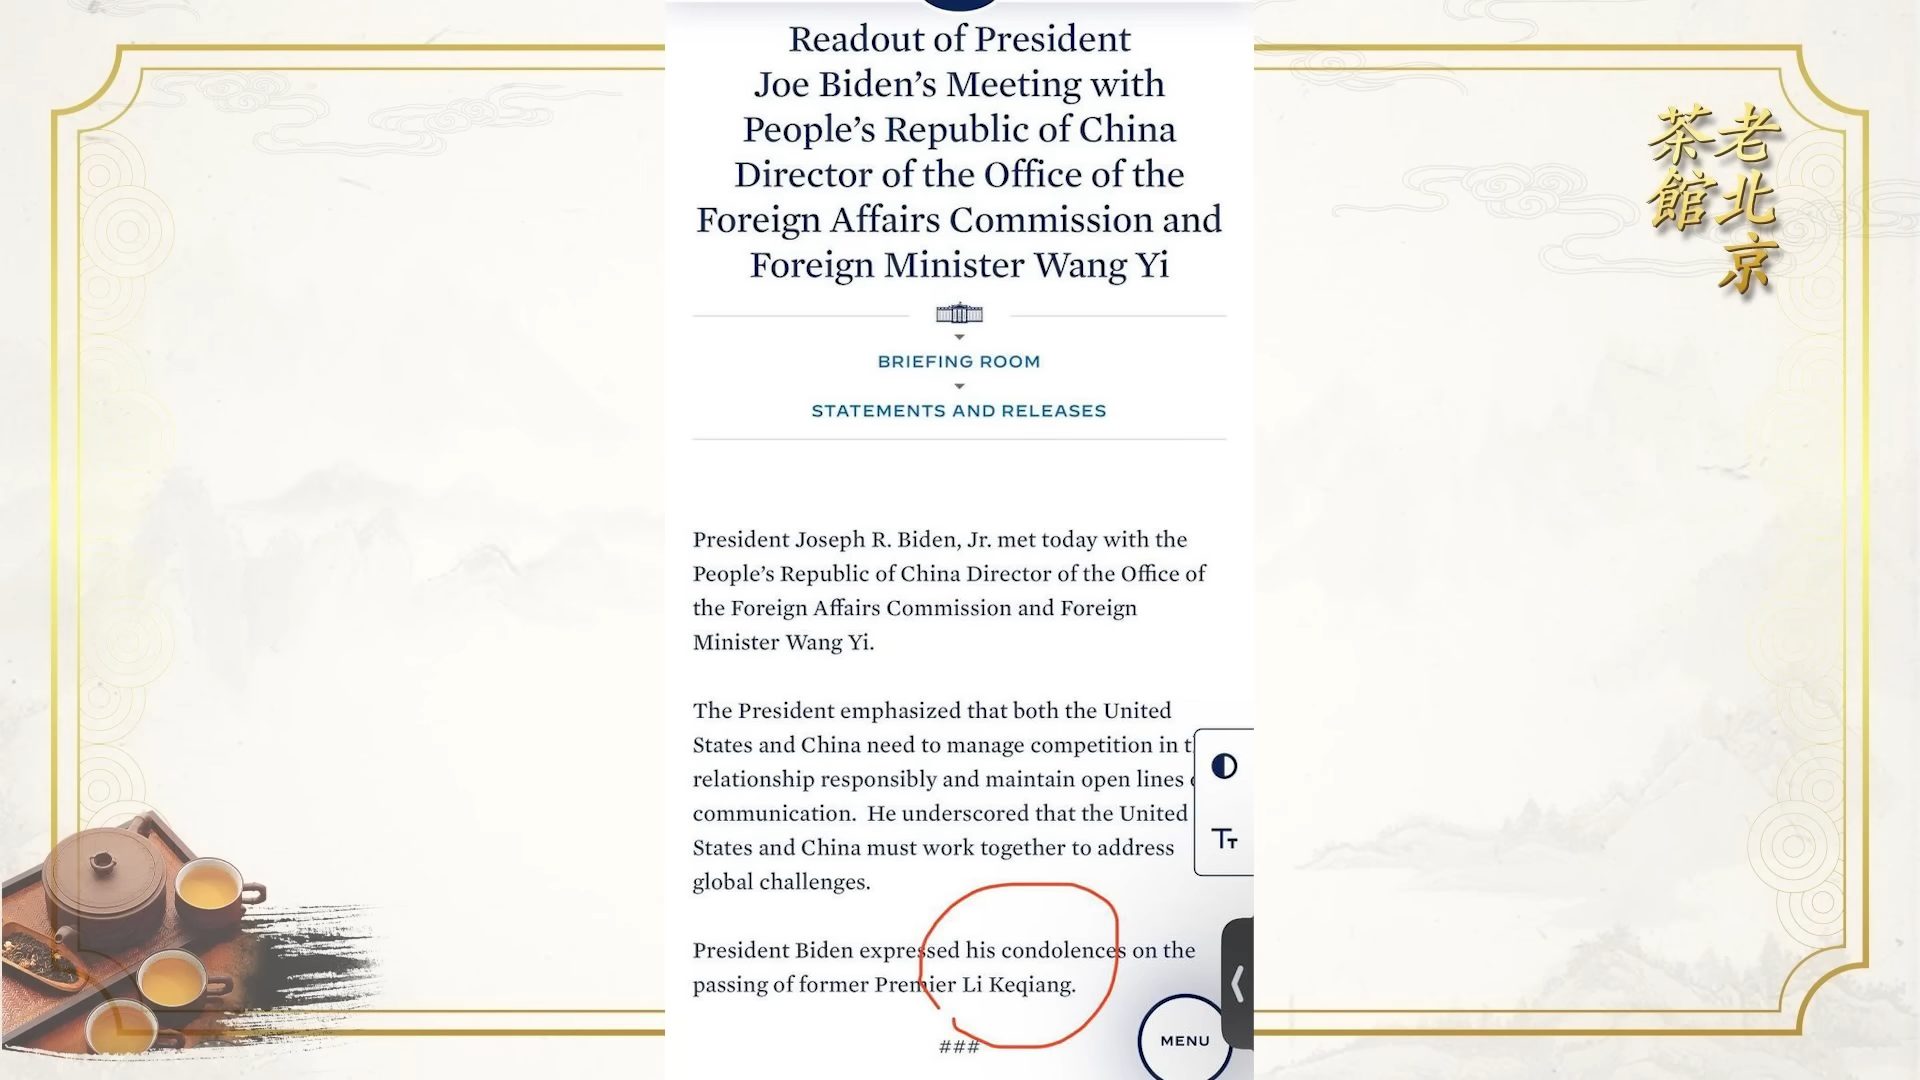 Readout of President
Joe Biden’s Meeting with
People’s Republic of China
Director of the Office of the
Foreign Affairs Commission and
Foreign Minister Wang Yi
BRIEFING ROOM
STATEMENTS AND RELEASES
President Joseph R. Biden, Jr. met today with the
People’s Republic of China Director of the Office of
the Foreign Affairs Commission and Foreign
Minister Wang Yi.
The President emphasized that both the United
States and China need to manage competition in
relationship responsibly and maintain open lines
communication.  He underscored that the United
States and China must work together to address
global challenges.
President Biden expressed his condolences on the
passing of former Premier Li Keqiang.
###
TT
MENU
老北京
茶館